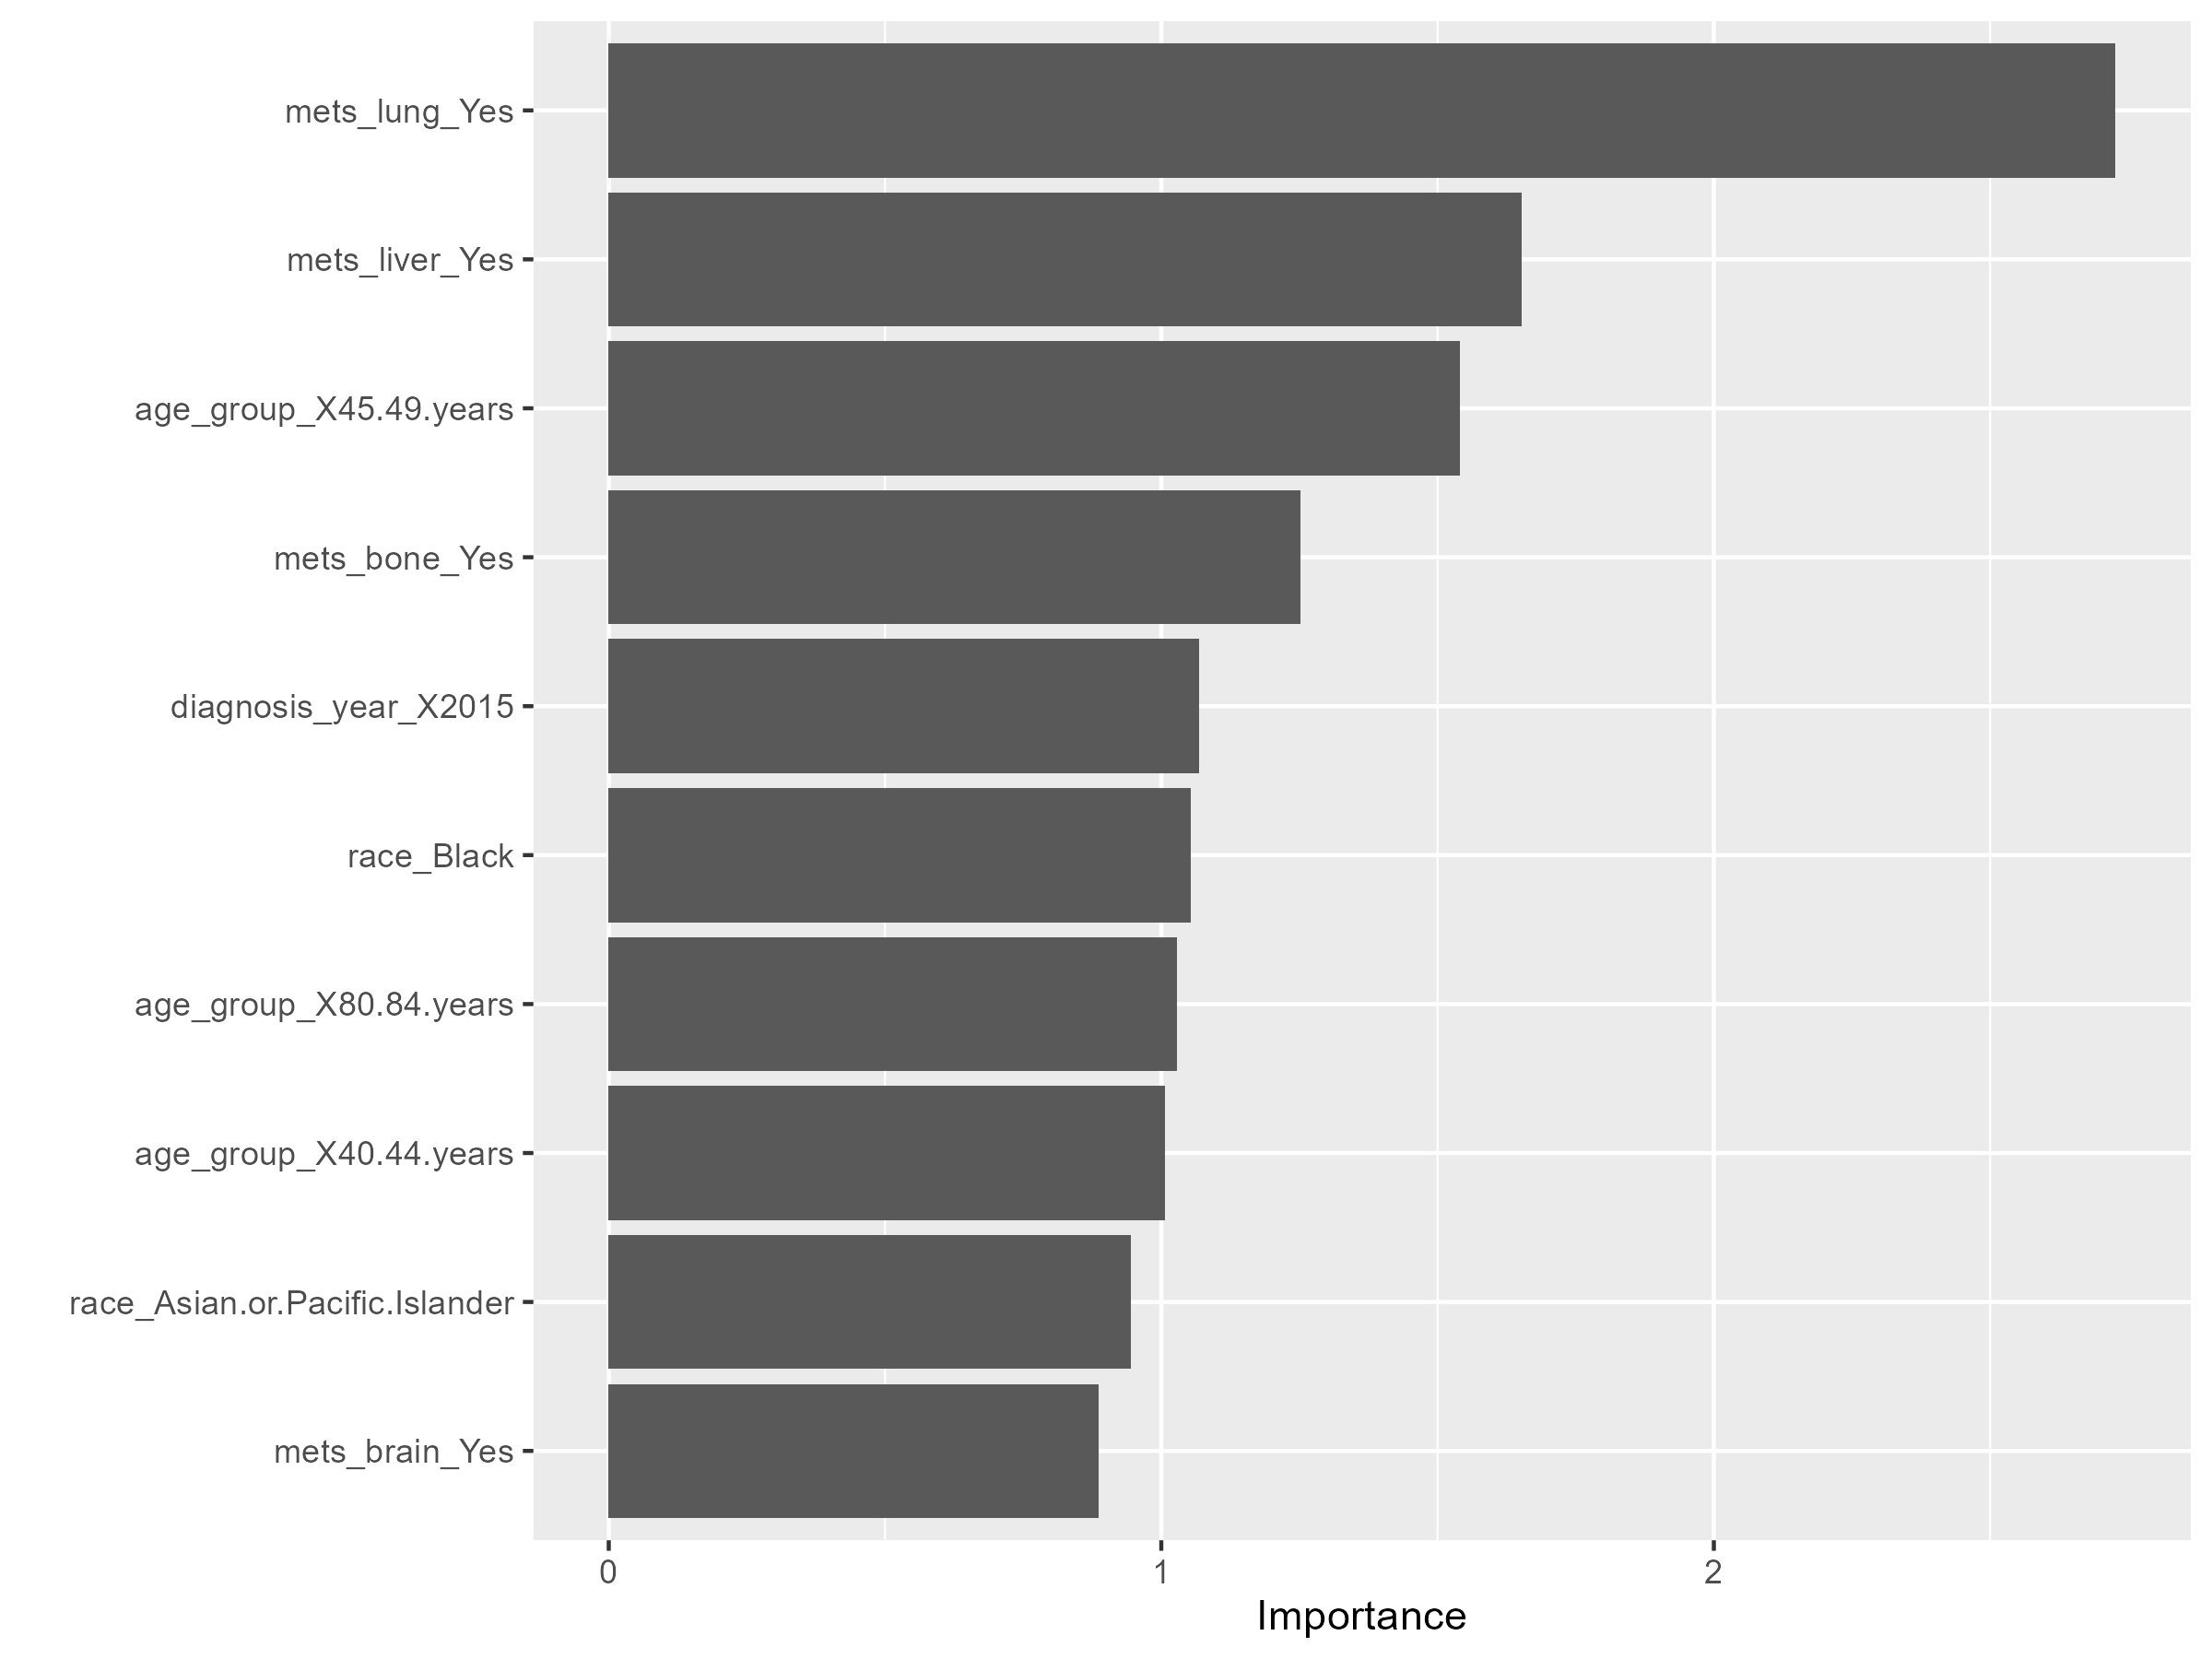 mets_lung_Yes
mets_liver_Yes
age_group_X45.49.years
mets_bone_Yes
diagnosis_year_X2015
race_Black
age_group_X80.84.years
age_group_X40.44.years
race_Asian.or.Pacific.Islander
mets_brain_Yes
0 1 2
Importance